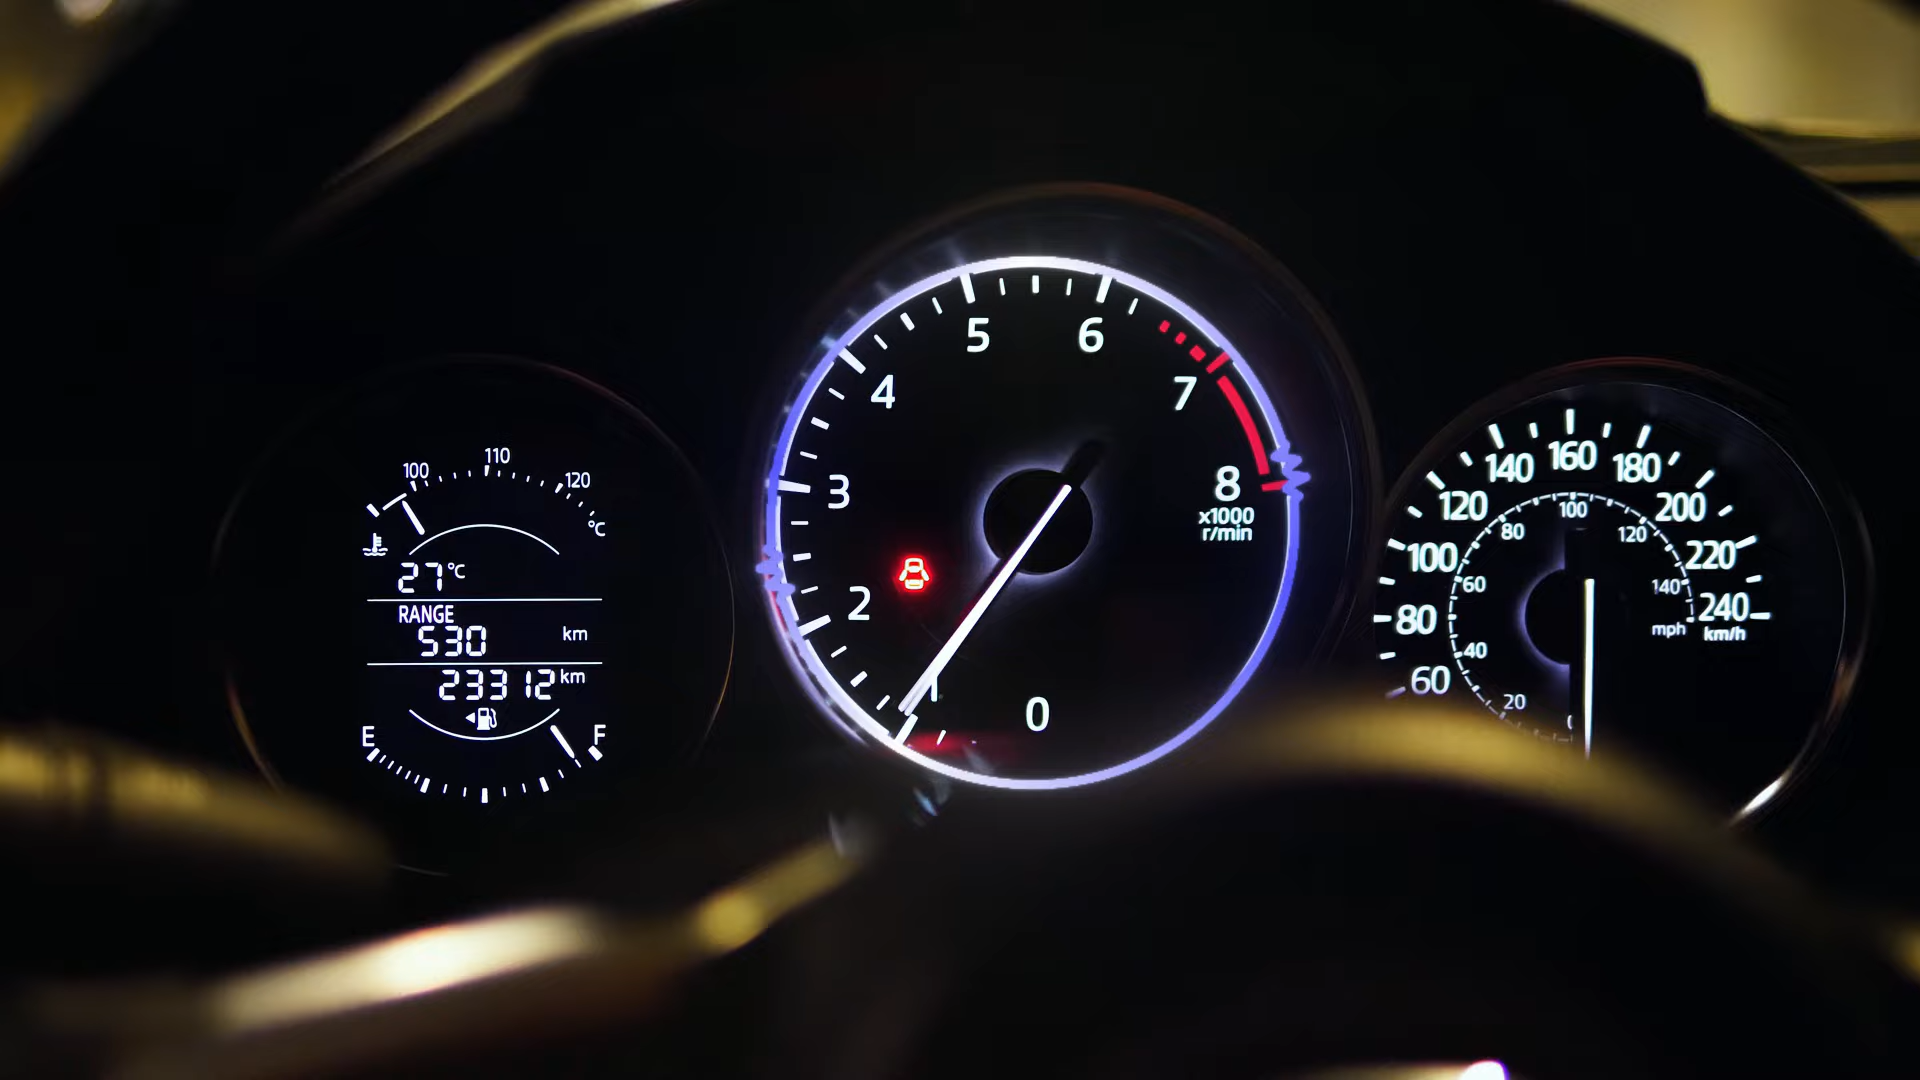 100 110 120
°C
27°C
RANGE
530 km
23312 km
E F
0 1 2 3 4 5 6 7 8
x1000
r/min
60 80 100 120 140 160 180 200 220 240
km/h
20 40 60 80 100 120 140
mph